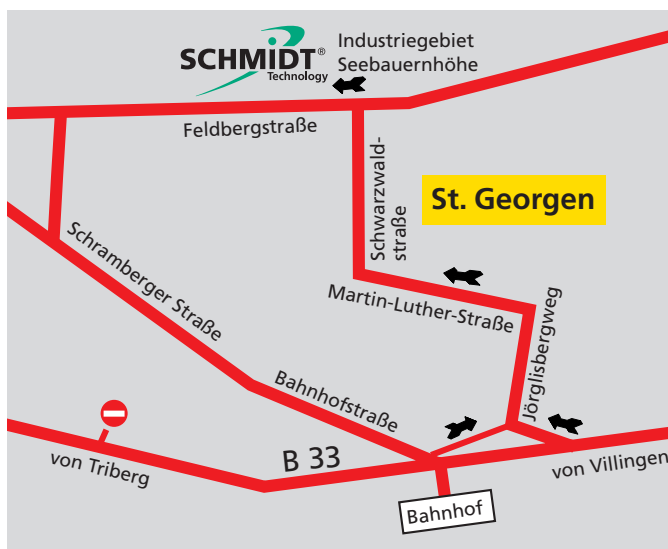 SCHMIDT®
Technology
Industriegebiet
Seebauernhöhe
Feldbergstraße
Schwarzwald-
straße
St. Georgen
Schramberger Straße
Martin-Luther-Straße
Jörglisbergweg
Bahnhofstraße
B 33
von Triberg
von Villingen
Bahnhof